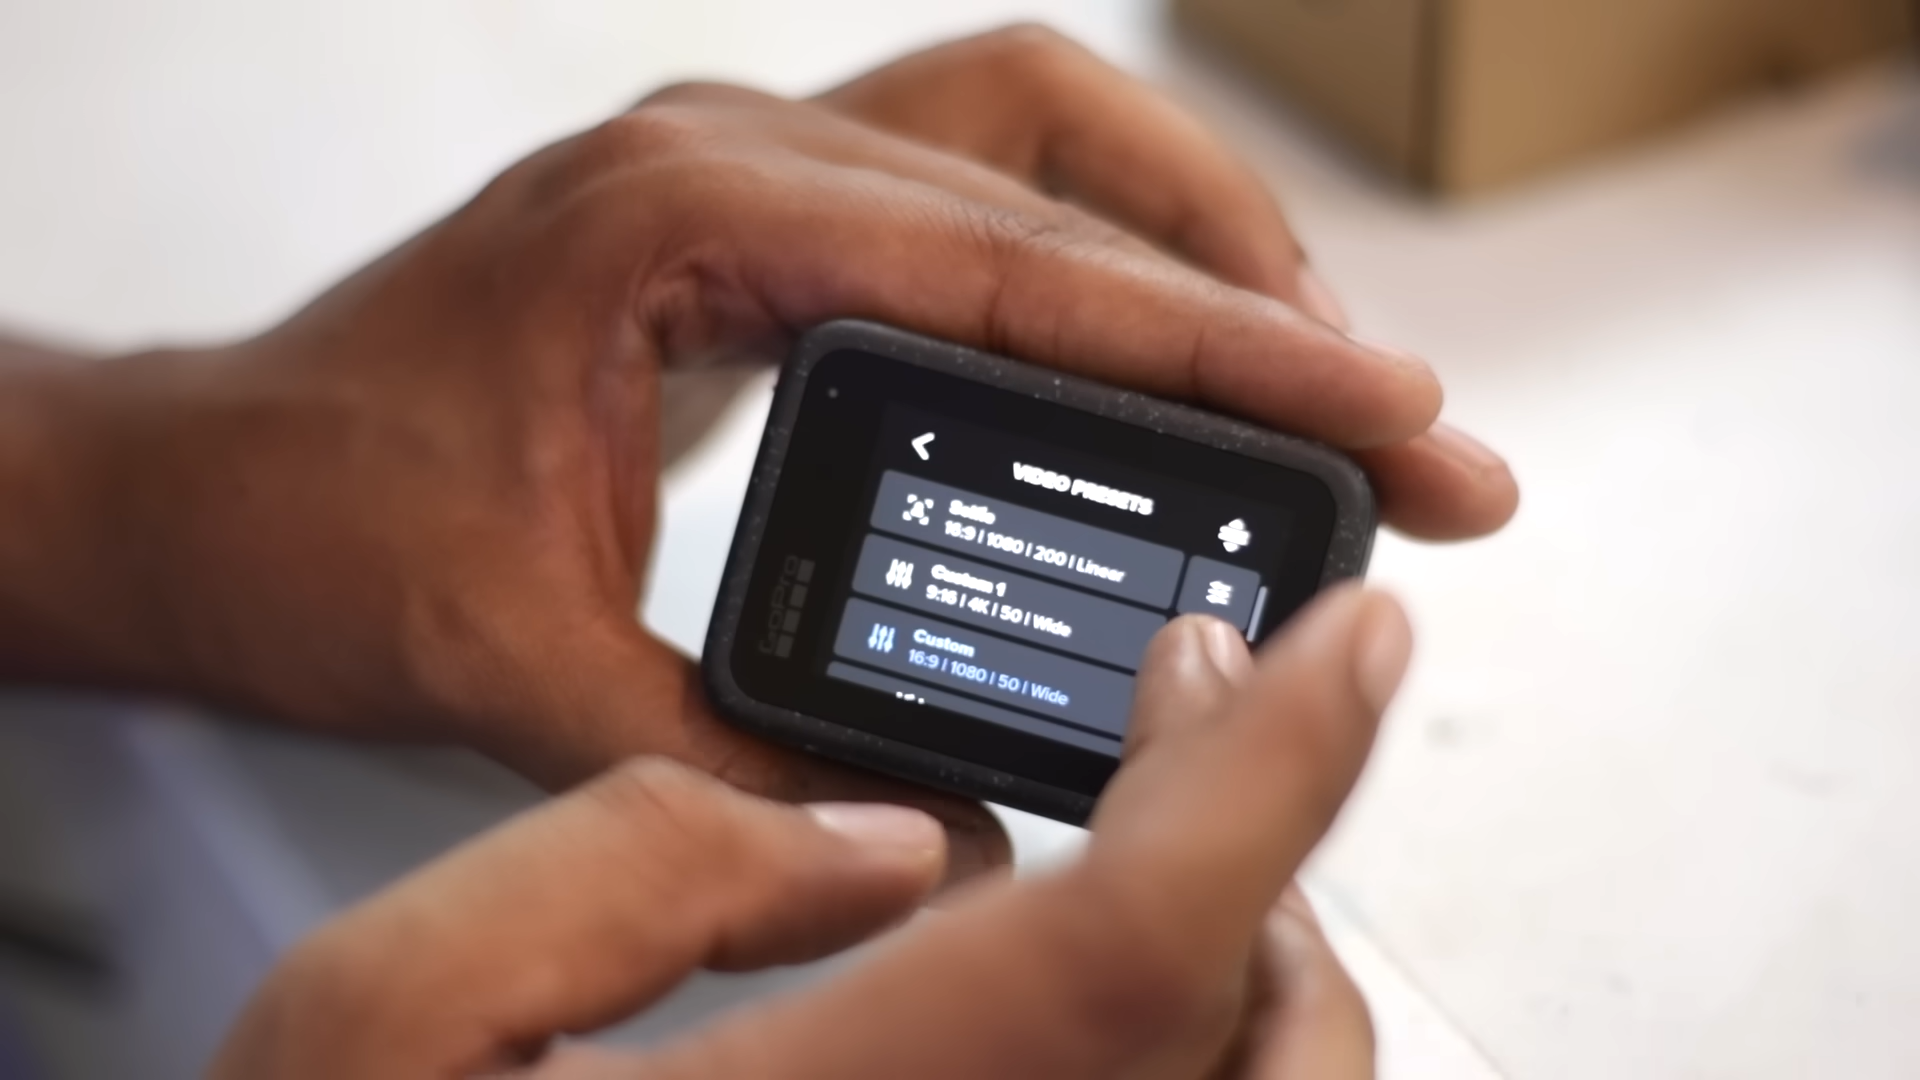 VIDEO PRESETS
Selfie
16:9 | 1080 | 200 | Linear
Custom 1
9:16 | 4K | 50 | Wide
Custom
16:9 | 1080 | 50 | Wide
GoPro